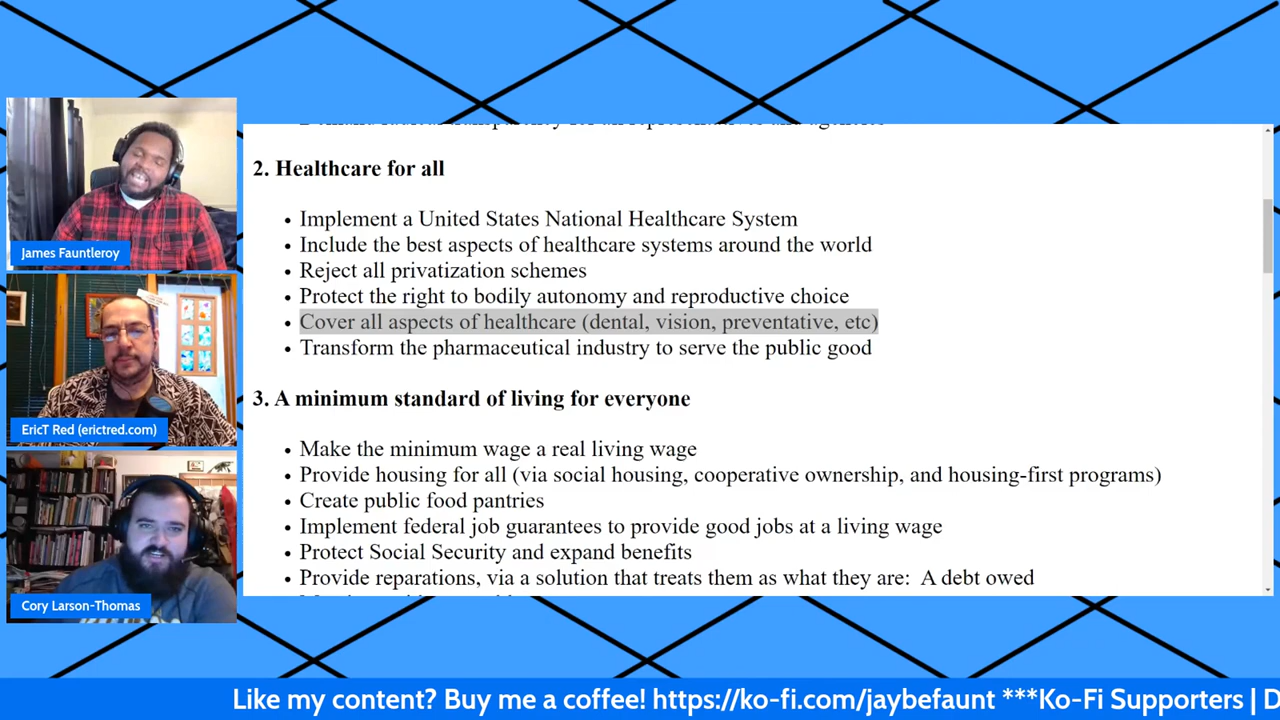 2. Healthcare for all
• Implement a United States National Healthcare System
• Include the best aspects of healthcare systems around the world
• Reject all privatization schemes
• Protect the right to bodily autonomy and reproductive choice
• Cover all aspects of healthcare (dental, vision, preventative, etc)
• Transform the pharmaceutical industry to serve the public good
3. A minimum standard of living for everyone
• Make the minimum wage a real living wage
• Provide housing for all (via social housing, cooperative ownership, and housing-first programs)
• Create public food pantries
• Implement federal job guarantees to provide good jobs at a living wage
• Protect Social Security and expand benefits
• Provide reparations, via a solution that treats them as what they are: A debt owed
James Fauntleroy
EricT Red (erictred.com)
Cory Larson-Thomas
Like my content? Buy me a coffee! https://ko-fi.com/jaybefaunt ***Ko-Fi Supporters | D